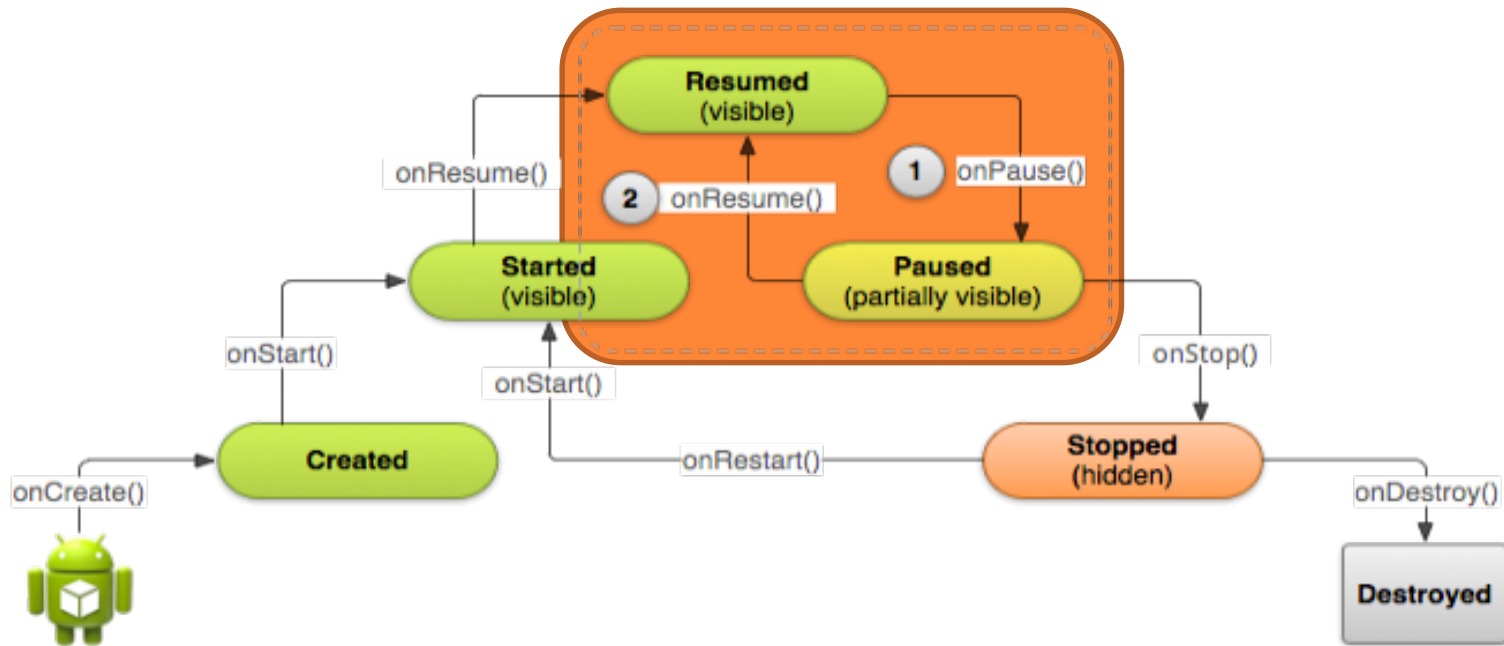 Resumed
(visible)
onResume()
1
onPause()
2
onResume()
Started
(visible)
Paused
(partially visible)
onStart()
onStart()
onStop()
Created
onRestart()
Stopped
(hidden)
onCreate()
onDestroy()
Destroyed